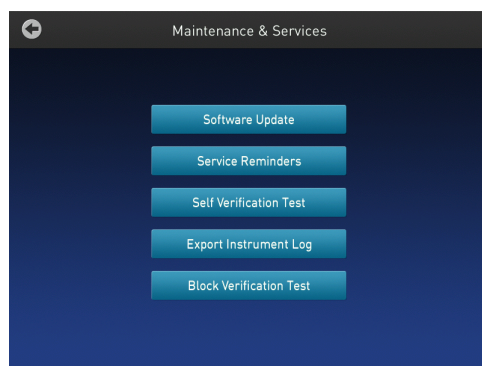 Maintenance & Services
Software Update
Service Reminders
Self Verification Test
Export Instrument Log
Block Verification Test